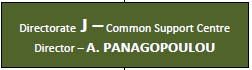 Directorate J – Common Support Centre
Director – A. PANAGOPOULOU